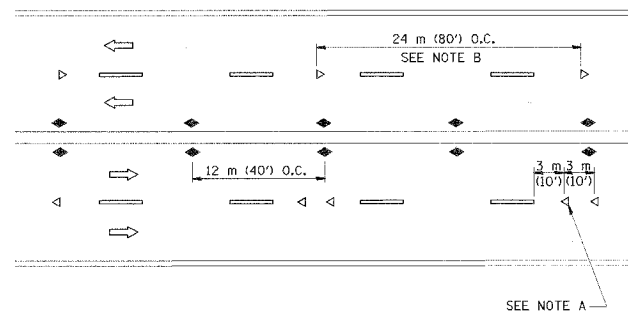 24 m (80') O.C.
SEE NOTE B
12 m (40') O.C.
3 m 3 m
(10') (10')
SEE NOTE A